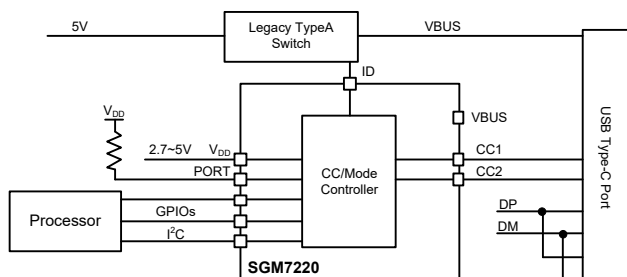 5V
Legacy TypeA
Switch
VBUS
ID
VDD
VBUS
2.7~5V
VDD
PORT
CC/Mode
Controller
CC1
CC2
USB Type-C Port
Processor
GPIOs
I²C
DP
DM
SGM7220